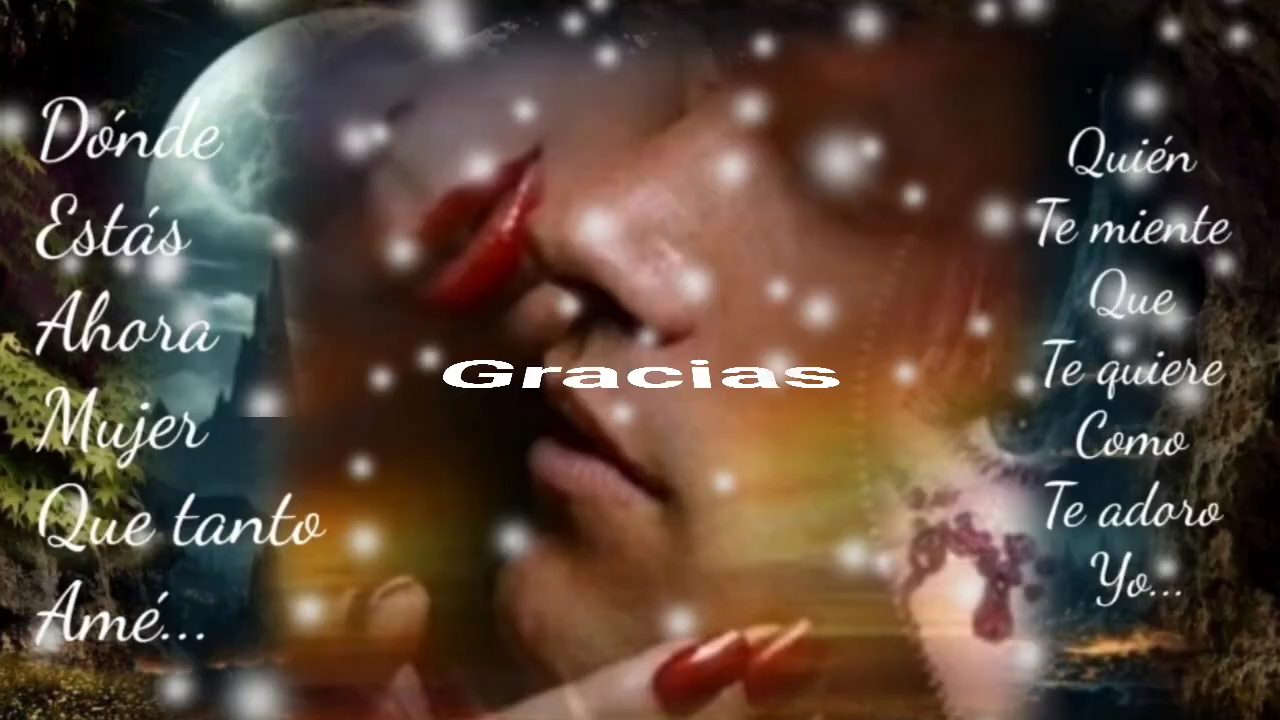 Dónde
Estás
Ahora
Mujer
Que tanto
Amé...
Gracias
Quién
Te miente
Que
Te quiere
Como
Te adoro
Yo...